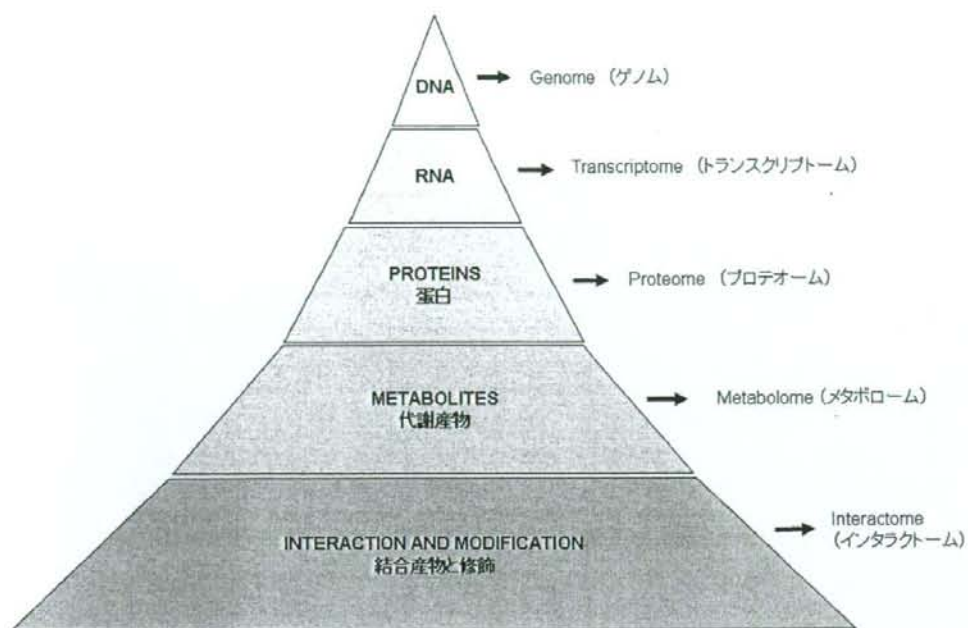 DNA
Genome (ゲノム)
RNA
Transcriptome (トランスクリプトーム)
PROTEINS
蛋白
Proteome (プロテオーム)
METABOLITES
代謝産物
Metabolome (メタボローム)
INTERACTION AND MODIFICATION
結合産物と修飾
Interactome
(インタラクトーム)